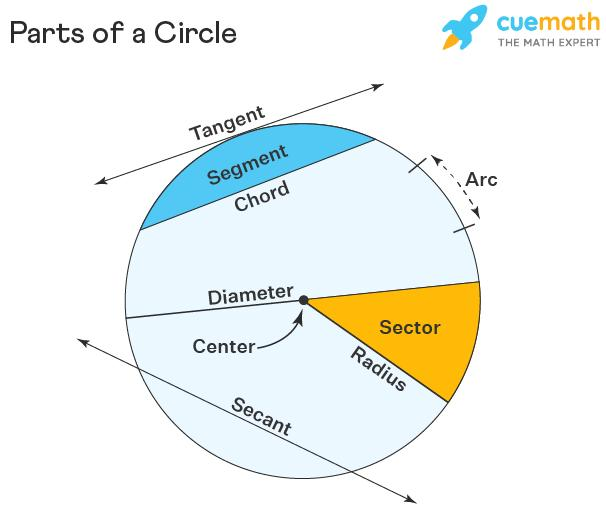 Parts of a Circle
cuemath
THE MATH EXPERT
Tangent
Segment
Chord
Arc
Diameter
Center
Sector
Radius
Secant